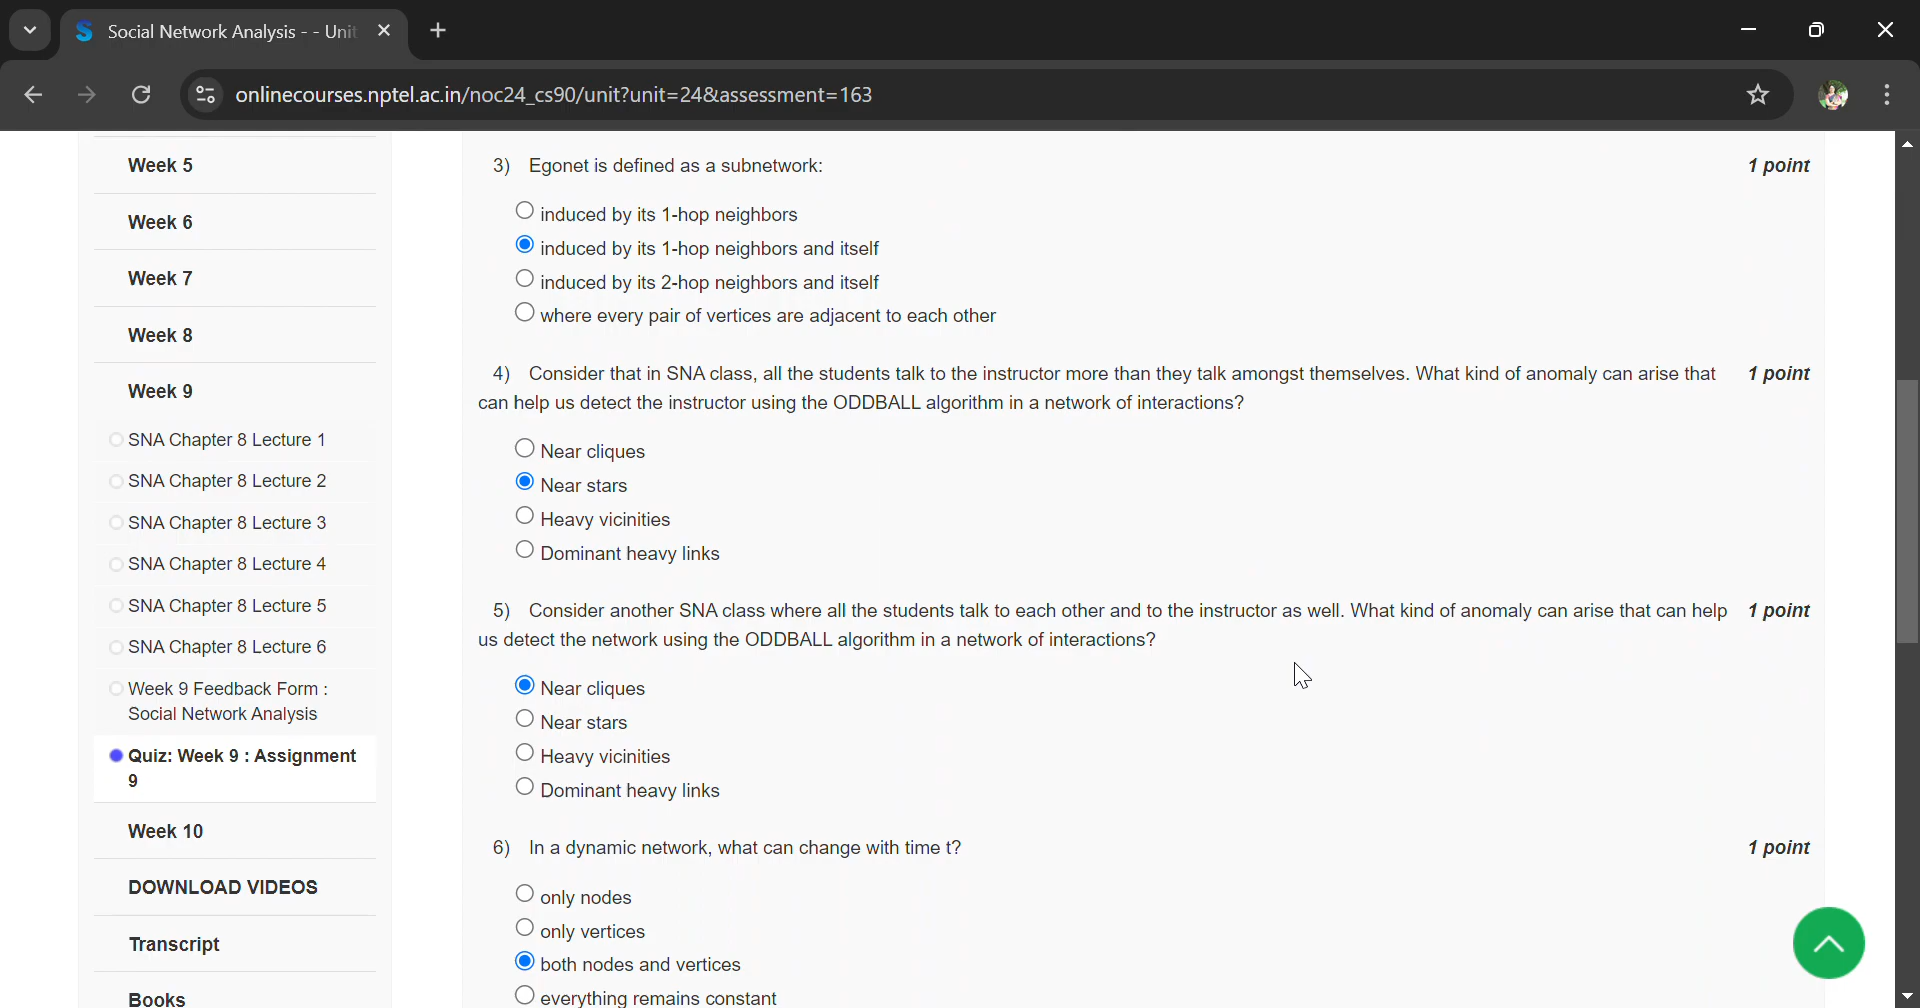 Social Network Analysis - - Unit
onlinecourses.nptel.ac.in/noc24_cs90/unit?unit=24&assessment=163
Week 5
Week 6
Week 7
Week 8
Week 9
SNA Chapter 8 Lecture 1
SNA Chapter 8 Lecture 2
SNA Chapter 8 Lecture 3
SNA Chapter 8 Lecture 4
SNA Chapter 8 Lecture 5
SNA Chapter 8 Lecture 6
Week 9 Feedback Form :
Social Network Analysis
Quiz: Week 9 : Assignment
9
Week 10
DOWNLOAD VIDEOS
Transcript
Books
3) Egonet is defined as a subnetwork: 1 point
induced by its 1-hop neighbors
induced by its 1-hop neighbors and itself
induced by its 2-hop neighbors and itself
where every pair of vertices are adjacent to each other
4) Consider that in SNA class, all the students talk to the instructor more than they talk amongst themselves. What kind of anomaly can arise that 1 point
can help us detect the instructor using the ODDBALL algorithm in a network of interactions?
Near cliques
Near stars
Heavy vicinities
Dominant heavy links
5) Consider another SNA class where all the students talk to each other and to the instructor as well. What kind of anomaly can arise that can help 1 point
us detect the network using the ODDBALL algorithm in a network of interactions?
Near cliques
Near stars
Heavy vicinities
Dominant heavy links
6) In a dynamic network, what can change with time t? 1 point
only nodes
only vertices
both nodes and vertices
everything remains constant